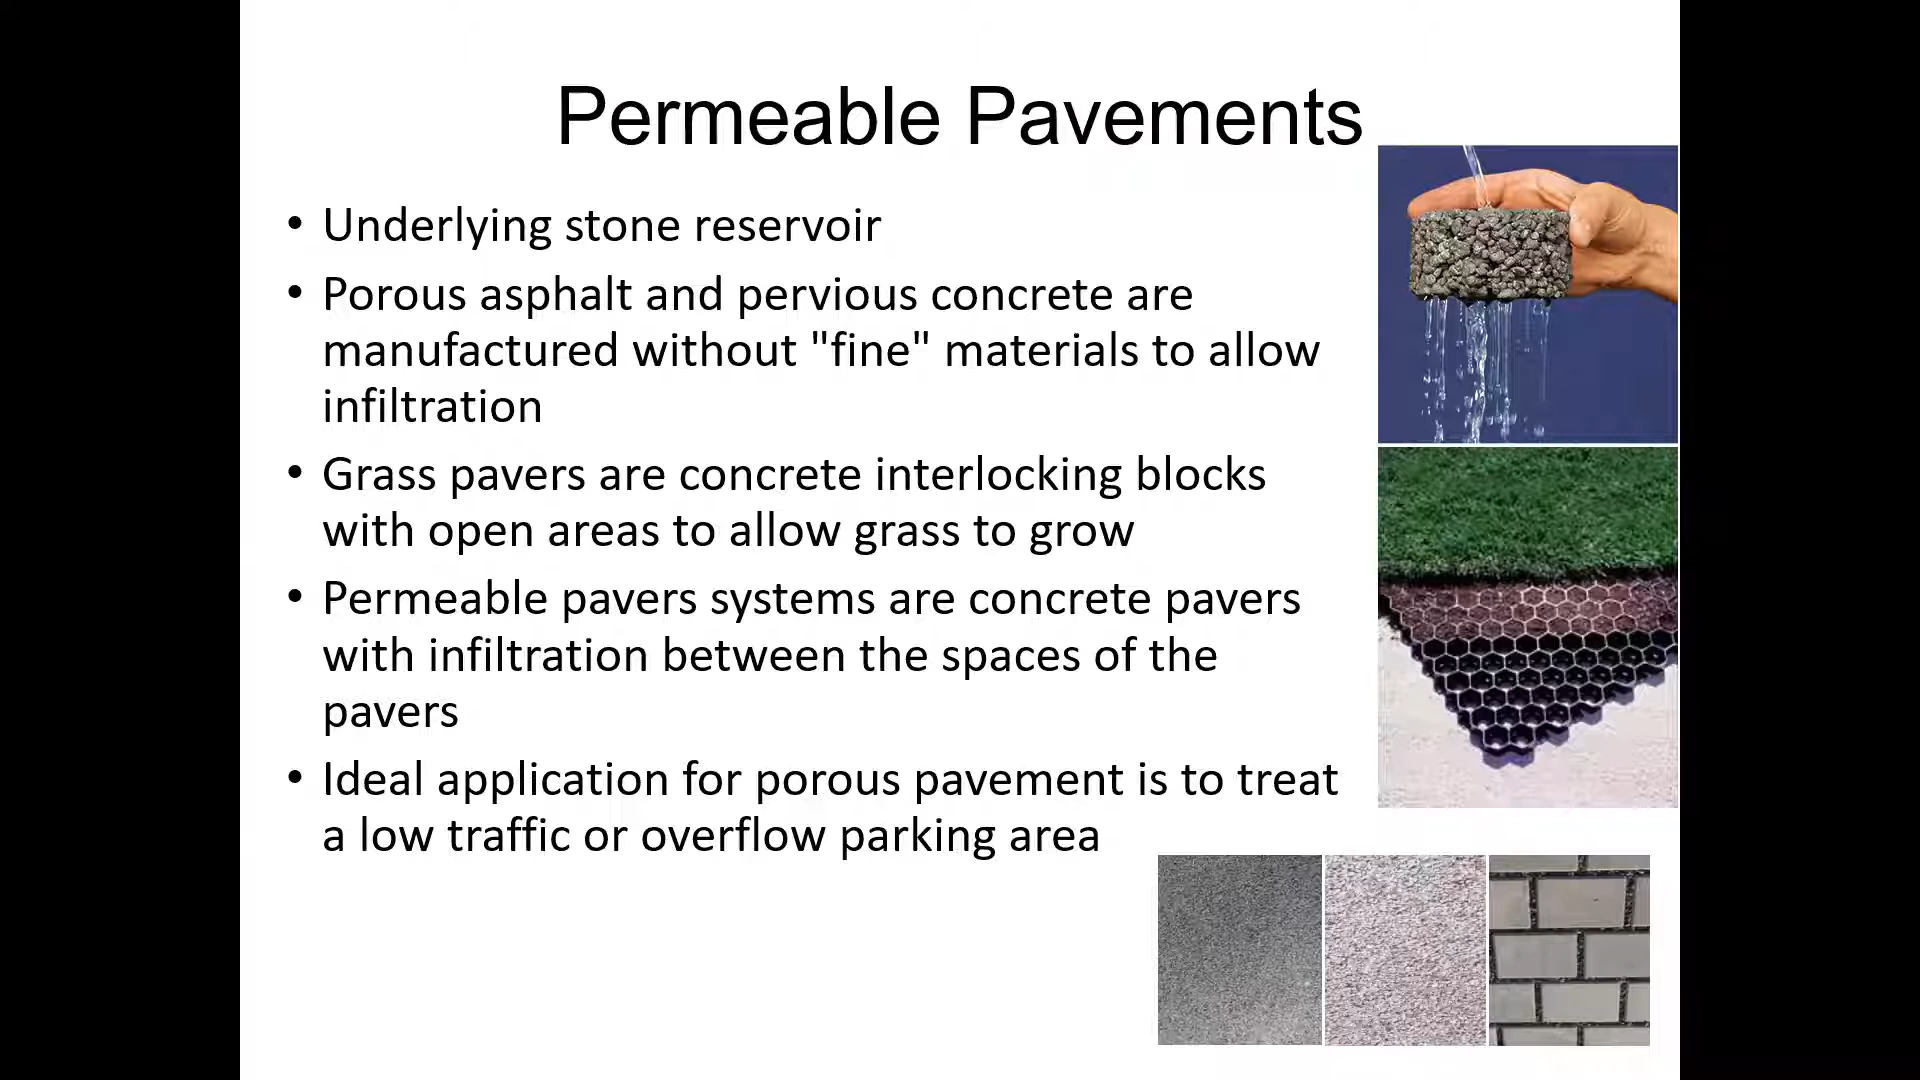 Permeable Pavements
• Underlying stone reservoir
• Porous asphalt and pervious concrete are
manufactured without "fine" materials to allow
infiltration
• Grass pavers are concrete interlocking blocks
with open areas to allow grass to grow
• Permeable pavers systems are concrete pavers
with infiltration between the spaces of the
pavers
• Ideal application for porous pavement is to treat
a low traffic or overflow parking area